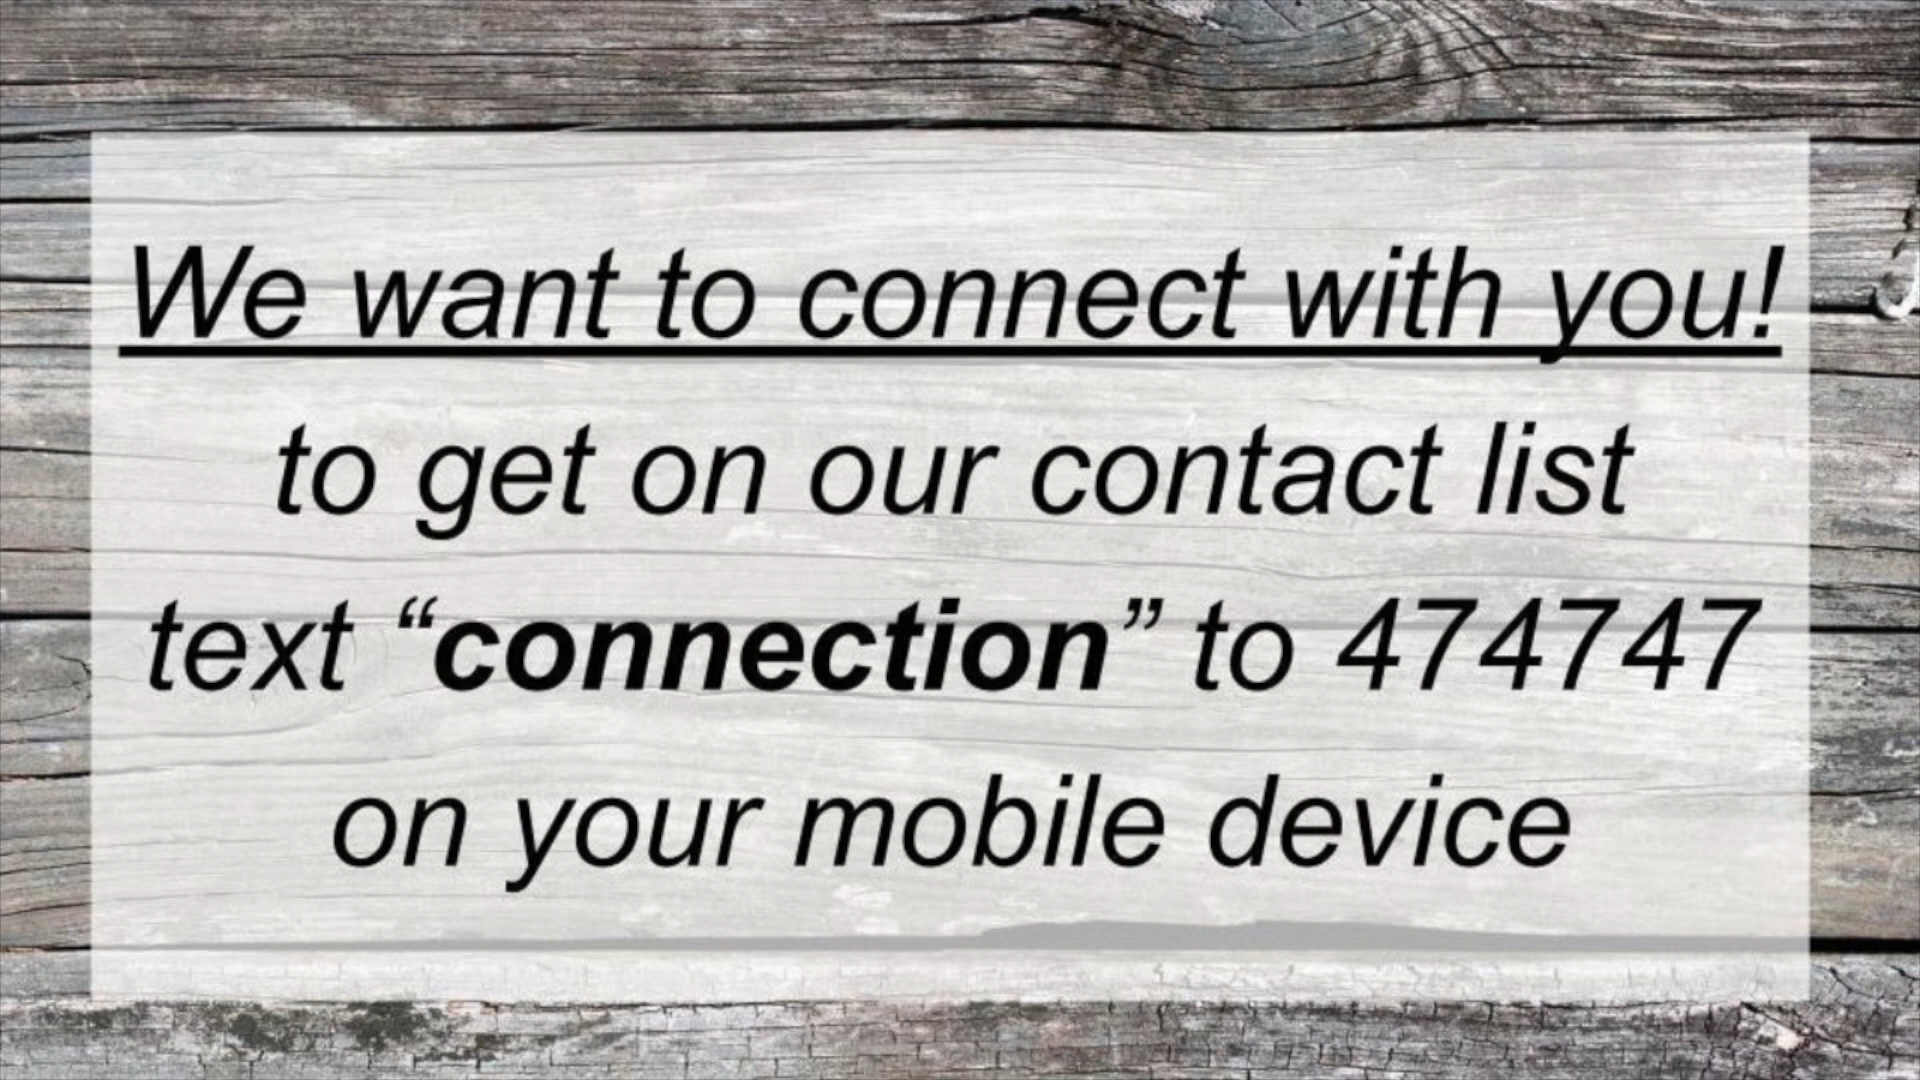 We want to connect with you!
to get on our contact list
text “connection” to 474747
on your mobile device